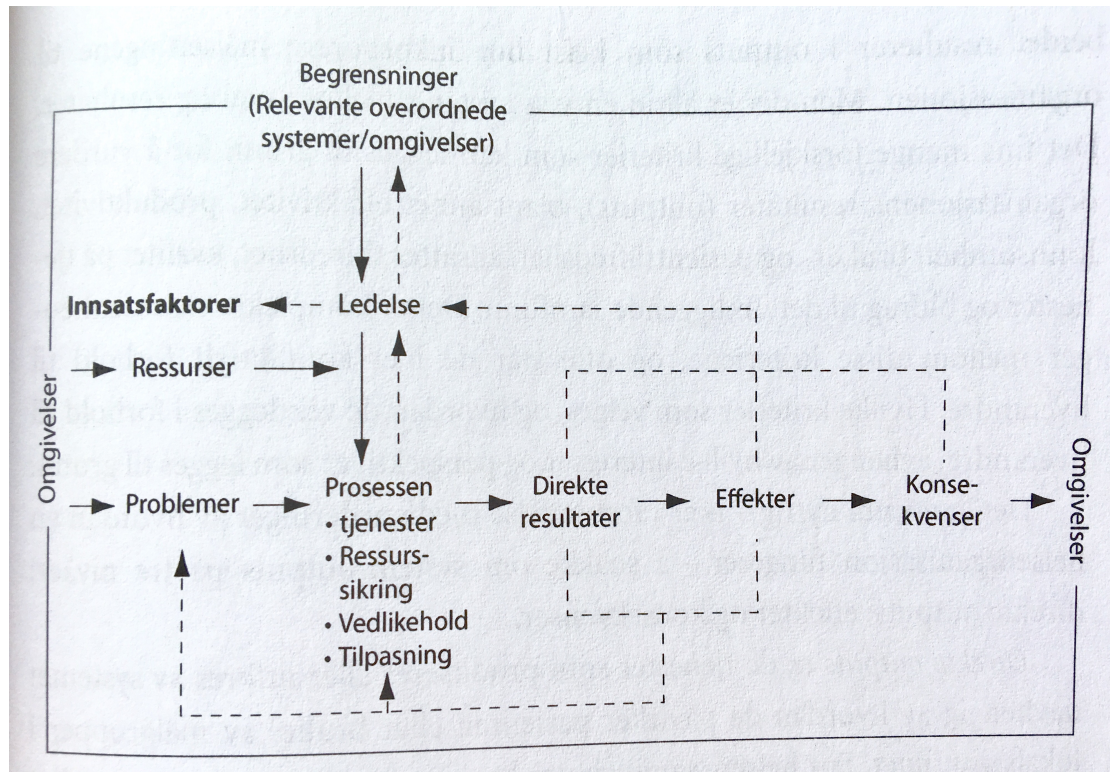 Begrensninger
(Relevante overordnede
systemer/omgivelser)
Innsatsfaktorer
Ledelse
Omgivelser
Ressurser
Problemer
Prosessen
• tjenester
• Ressurs-
sikring
• Vedlikehold
• Tilpasning
Direkte
resultater
Effekter
Konse-
kvenser
Omgivelser